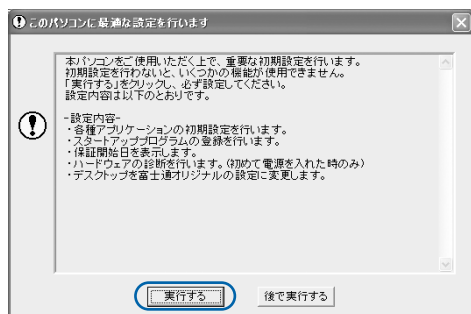 このパソコンに最適な設定を行います
本パソコンをご使用いただく上で、重要な初期設定を行います。
初期設定を行わないと、いくつかの機能が使用できません。
「実行する」をクリックし、必ず設定してください。
設定内容は以下のとおりです。
-設定内容-
・各種アプリケーションの初期設定を行います。
・スタートアッププログラムの登録を行います。
・保証開始日を表示します。
・ハードウェアの診断を行います。（初めて電源を入れた時のみ）
・デスクトップを富士通オリジナルの設定に変更します。
実行する 後で実行する